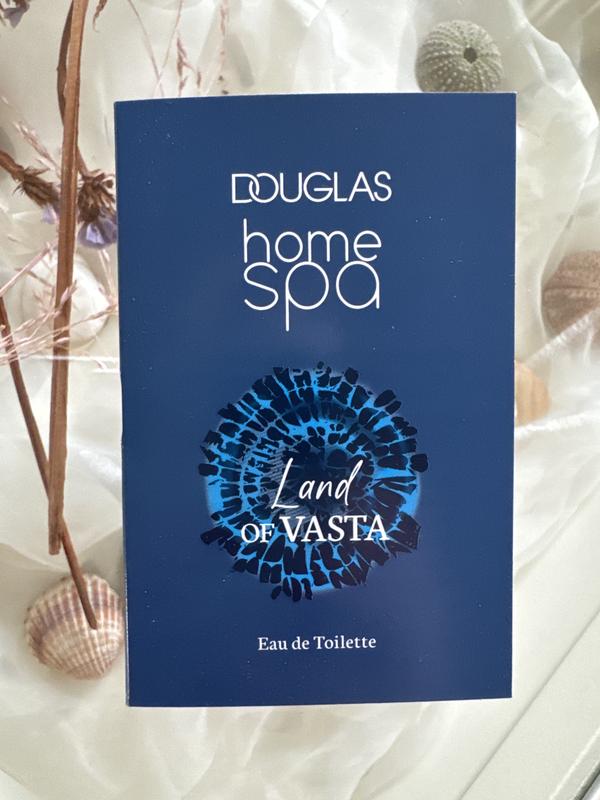 DOUGLAS
home
spa
Land
OF VASTA
Eau de Toilette